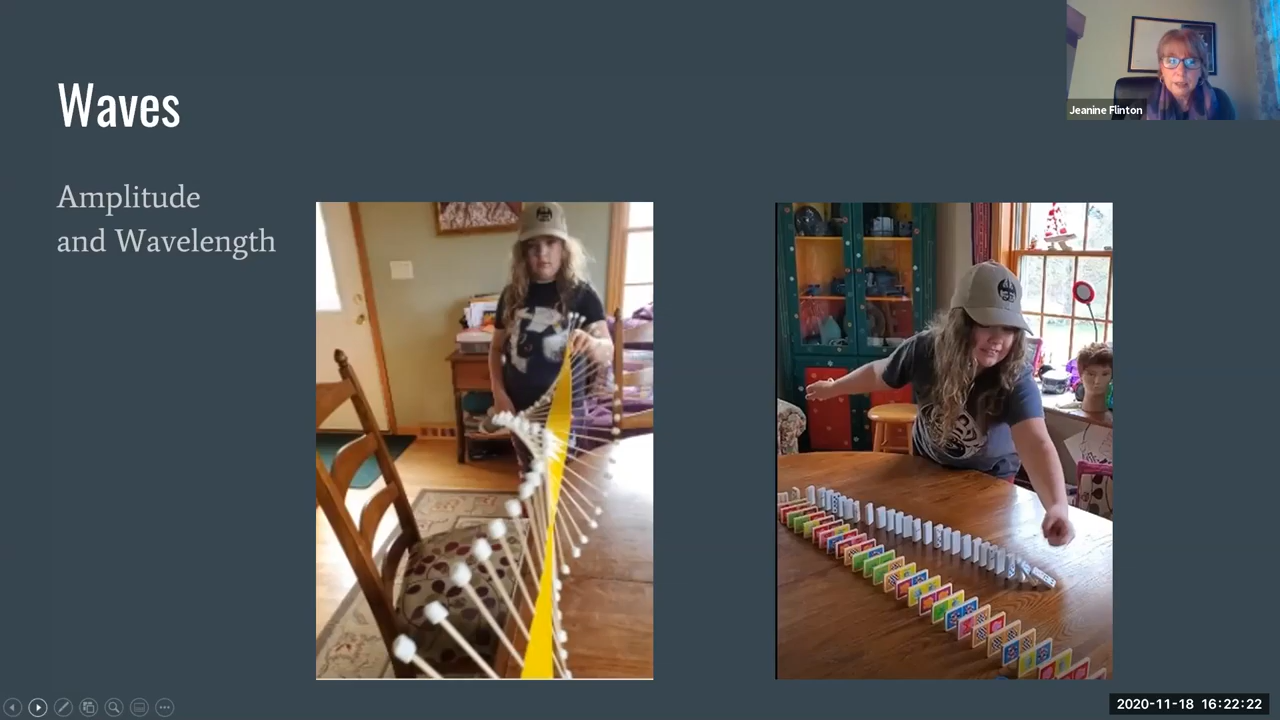 Waves
Jeanine Flinton
Amplitude
and Wavelength
2020-11-18 16:22:22